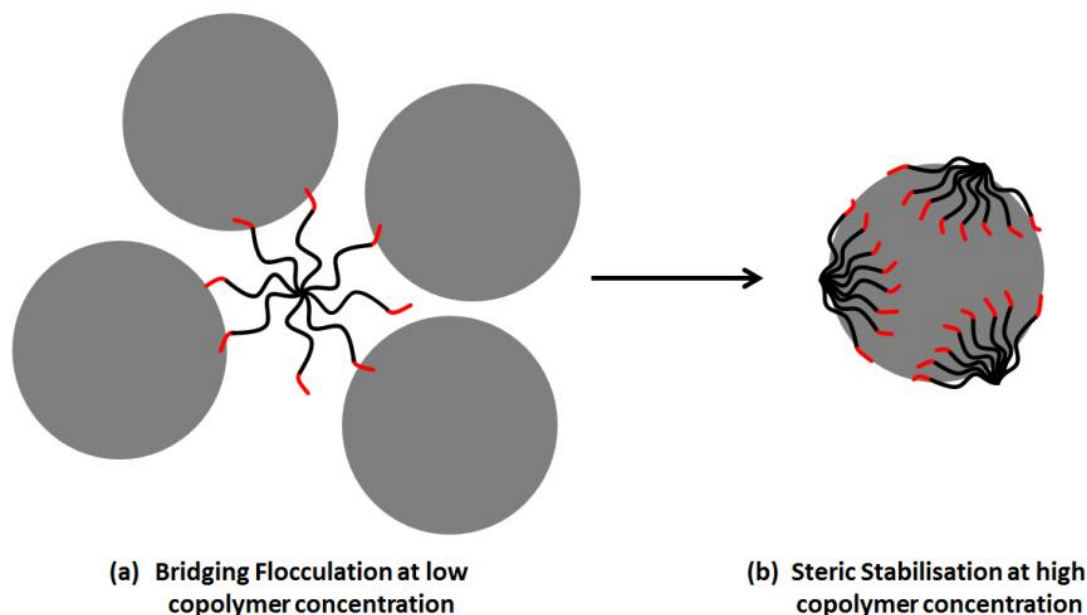 (a) Bridging Flocculation at low
copolymer concentration
(b) Steric Stabilisation at high
copolymer concentration